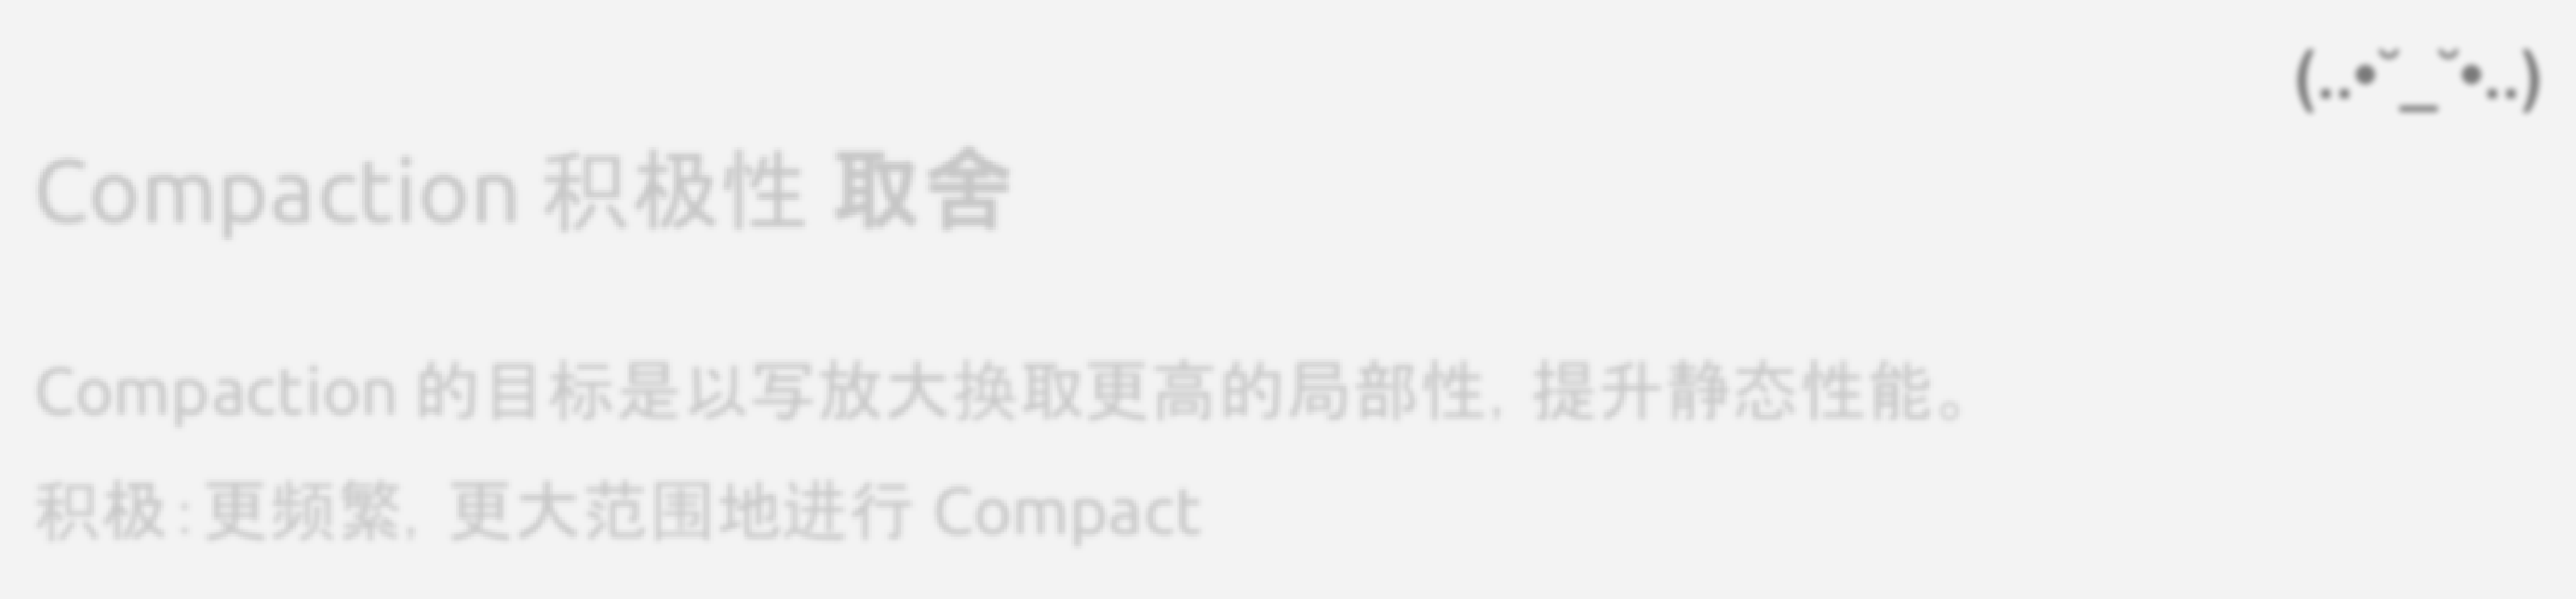 (..•˘_˘•..)
Compaction 积极性 取舍
Compaction 的目标是以写放大换取更高的局部性，提升静态性能。
积极：更频繁，更大范围地进行 Compact